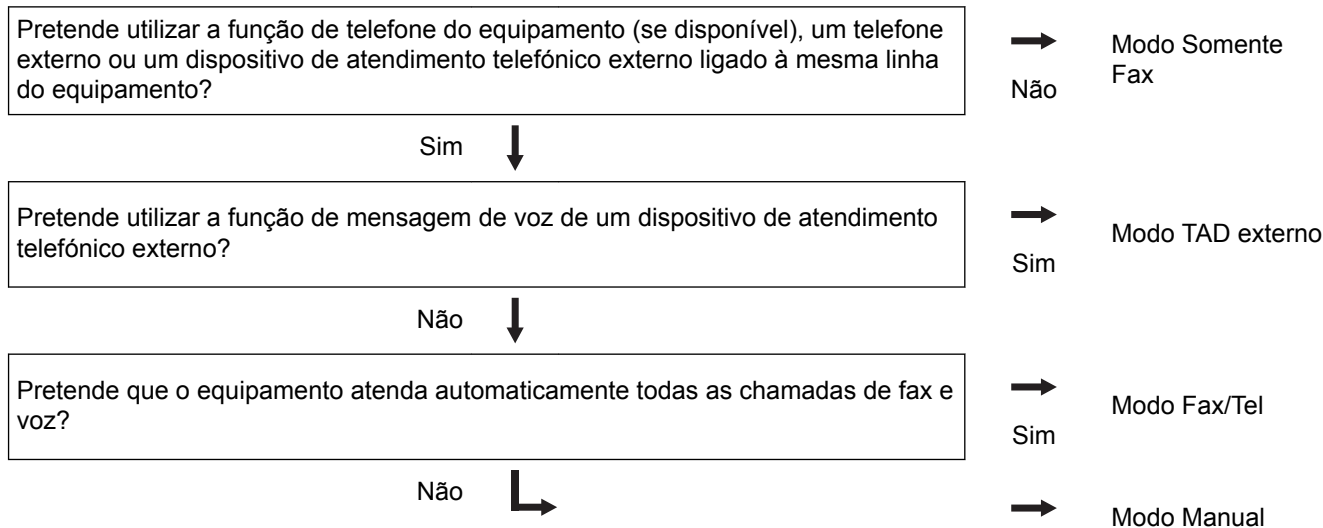 Pretende utilizar a função de telefone do equipamento (se disponível), um telefone
externo ou um dispositivo de atendimento telefónico externo ligado à mesma linha
do equipamento?
Não
Modo Somente
Fax
Sim
Pretende utilizar a função de mensagem de voz de um dispositivo de atendimento
telefónico externo?
Sim
Modo TAD externo
Não
Pretende que o equipamento atenda automaticamente todas as chamadas de fax e
voz?
Sim
Modo Fax/Tel
Não
Modo Manual